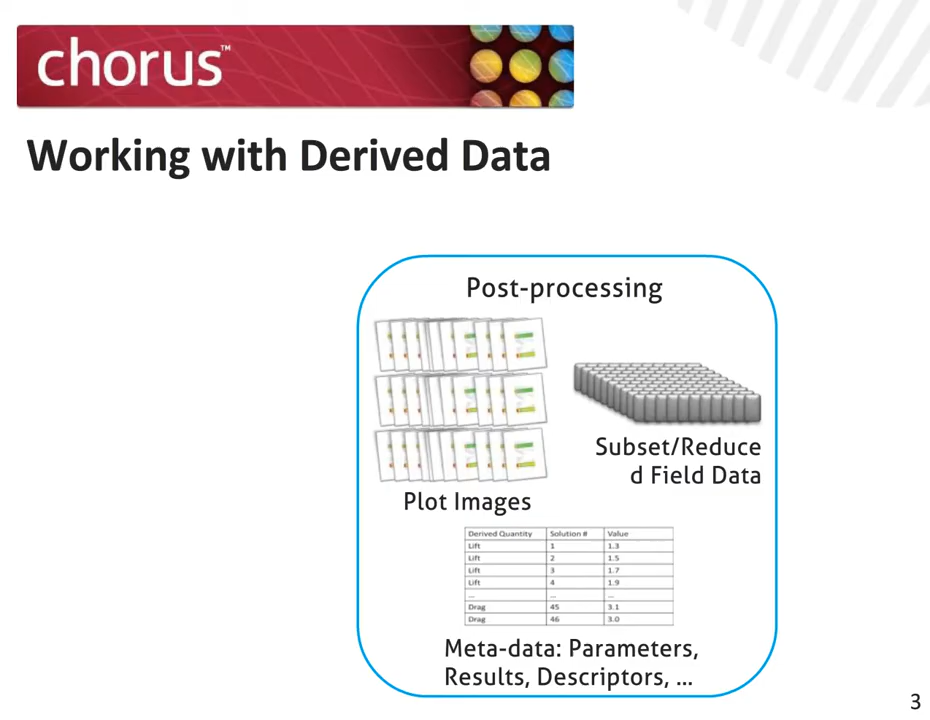 chorus™
Working with Derived Data
Post-processing
Subset/Reduce
d Field Data
Plot Images
Derived Quantity Solution # Value
Lift 1 1.3
Lift 2 1.5
Lift 3 1.7
Lift 4 1.9
... ... ...
Drag 45 3.1
Drag 46 3.0
Meta-data: Parameters,
Results, Descriptors, ...
3